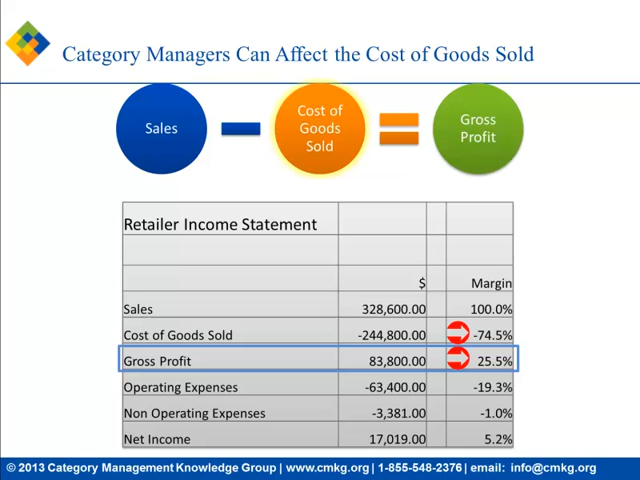 Category Managers Can Affect the Cost of Goods Sold
Sales
Cost of
Goods
Sold
Gross
Profit
Retailer Income Statement
$ Margin
Sales 328,600.00 100.0%
Cost of Goods Sold -244,800.00 -74.5%
Gross Profit 83,800.00 25.5%
Operating Expenses -63,400.00 -19.3%
Non Operating Expenses -3,381.00 -1.0%
Net Income 17,019.00 5.2%
© 2013 Category Management Knowledge Group | www.cmkg.org | 1-855-548-2376 | email: info@cmkg.org